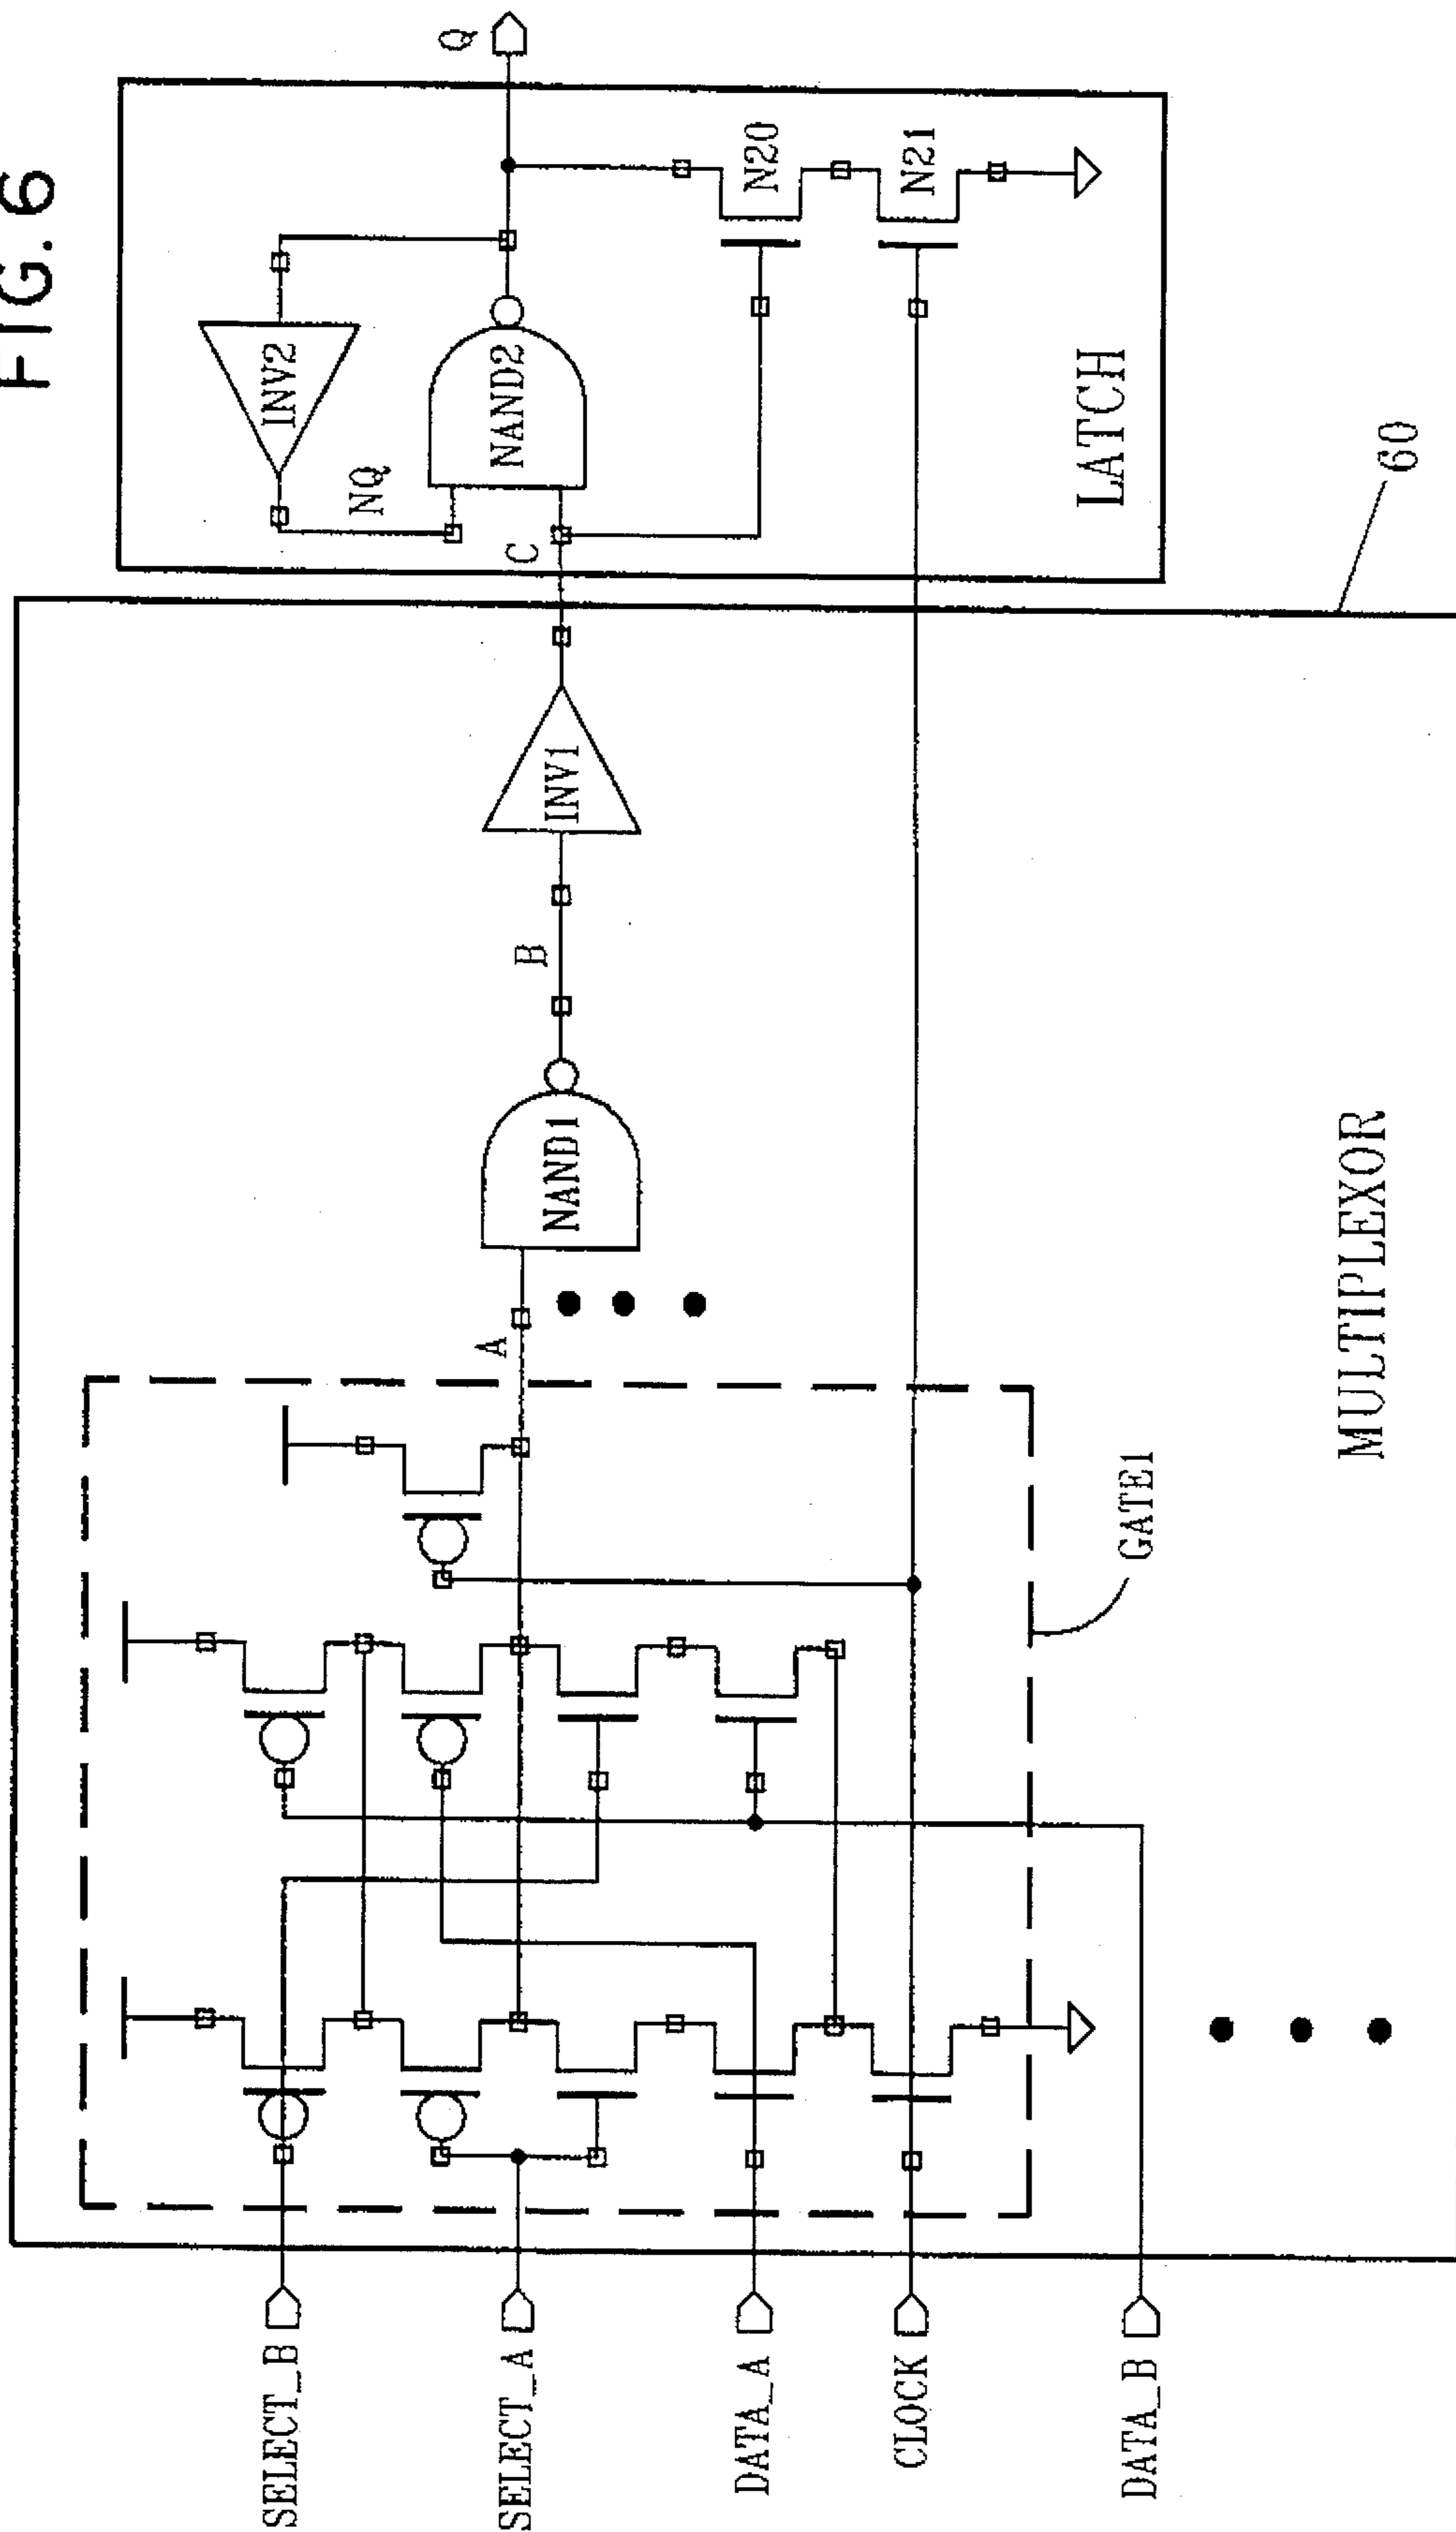 FIG.6
SELECT_B
SELECT_A
DATA_A
CLOCK
DATA_B
GATE1
MULTIPLEXOR
A
NAND1
B
INV1
60
C
NQ
INV2
NAND2
N20
N21
LATCH
Q